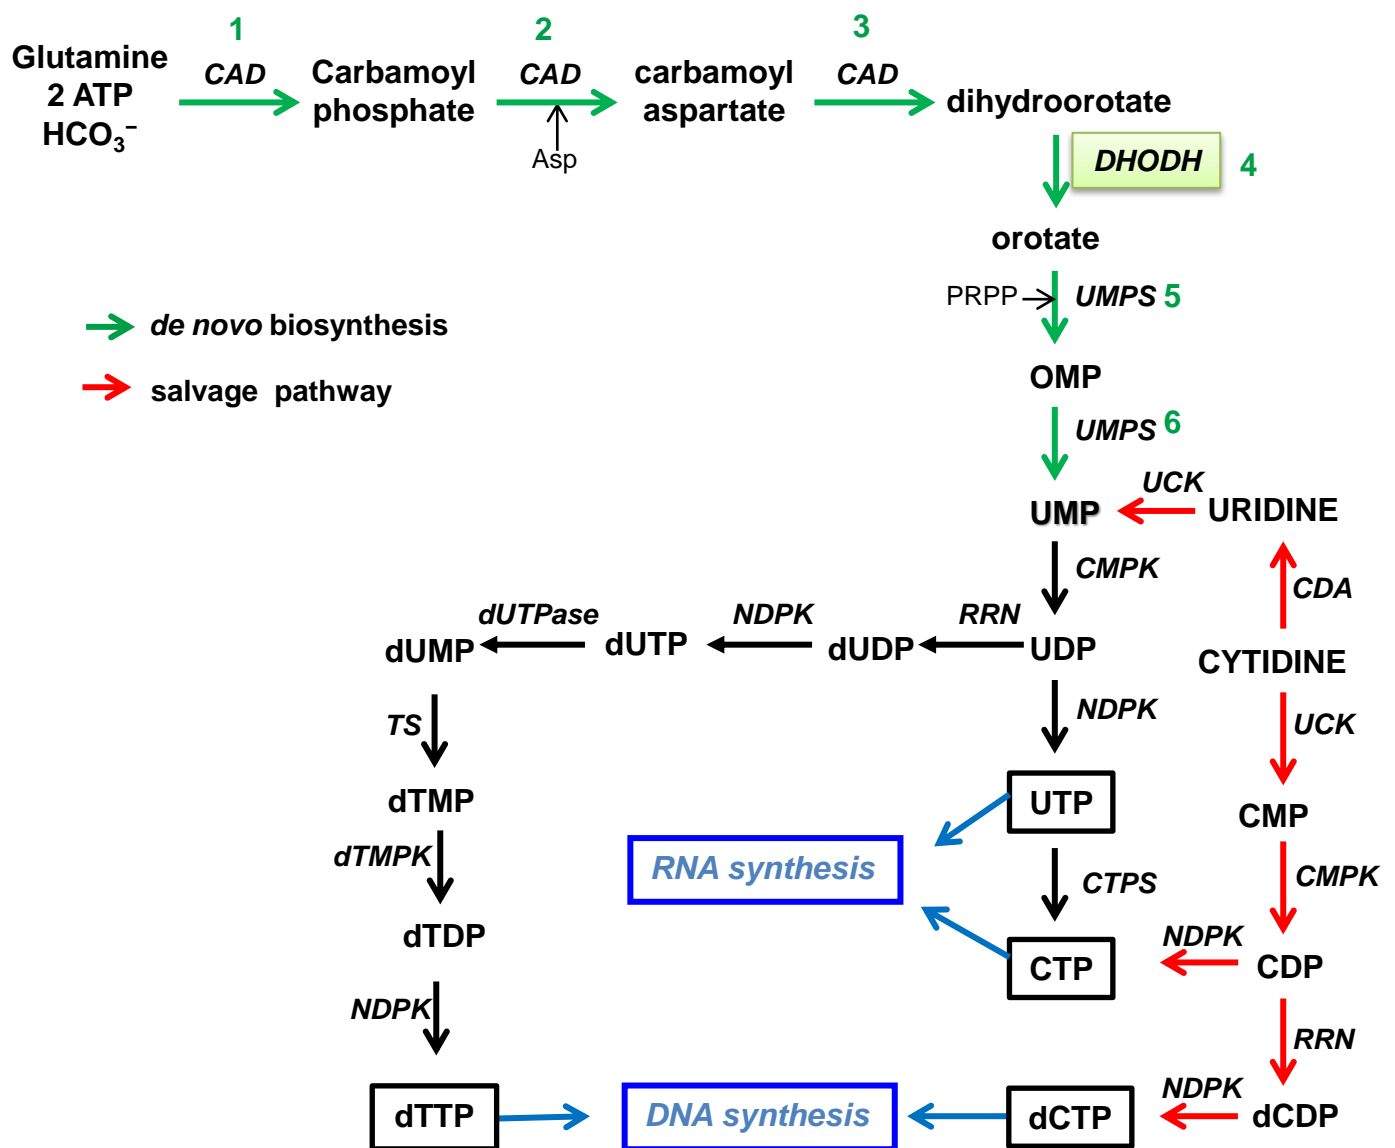 1
2
3
Glutamine
2 ATP
HCO₃⁻
CAD
Carbamoyl
phosphate
CAD
Asp
carbamoyl
aspartate
CAD
dihydroorotate
DHODH
4
orotate
PRPP
UMPS 5
de novo biosynthesis
salvage pathway
OMP
UMPS 6
UMP
UCK
URIDINE
CMPK
CDA
dUMP
dUTPase
dUTP
NDPK
dUDP
RRN
UDP
CYTIDINE
TS
NDPK
UCK
dTMP
UTP
CMP
dTMPK
RNA synthesis
CTPS
CMPK
dTDP
CTP
NDPK
CDP
NDPK
RRN
dTTP
DNA synthesis
dCTP
NDPK
dCDP